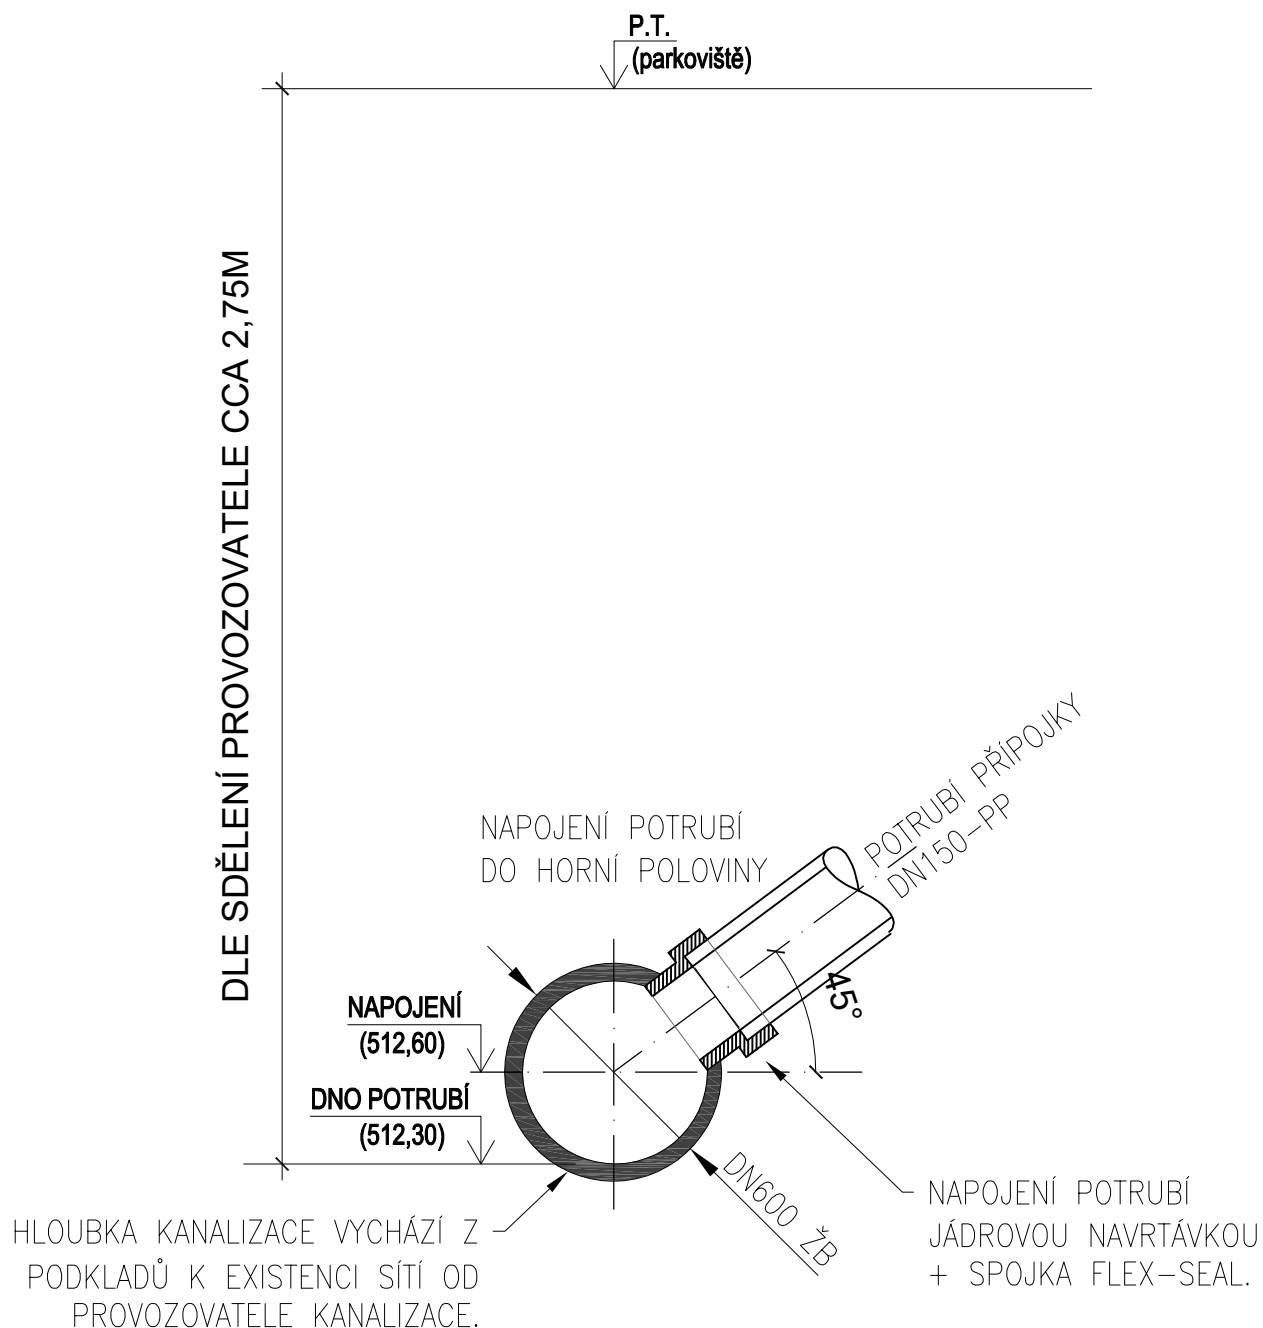 P.T.
(parkoviště)
DLE SDĚLENÍ PROVOZOVATELE CCA 2,75M
POTRUBÍ PŘÍPOJKY
DN150-PP
NAPOJENÍ POTRUBÍ
DO HORNÍ POLOVINY
45°
NAPOJENÍ
(512,60)
DNO POTRUBÍ
(512,30)
DN600 ŽB
NAPOJENÍ POTRUBÍ
JÁDROVOU NAVRTÁVKOU
+ SPOJKA FLEX-SEAL.
HLOUBKA KANALIZACE VYCHÁZÍ Z
PODKLADŮ K EXISTENCI SÍTÍ OD
PROVOZOVATELE KANALIZACE.